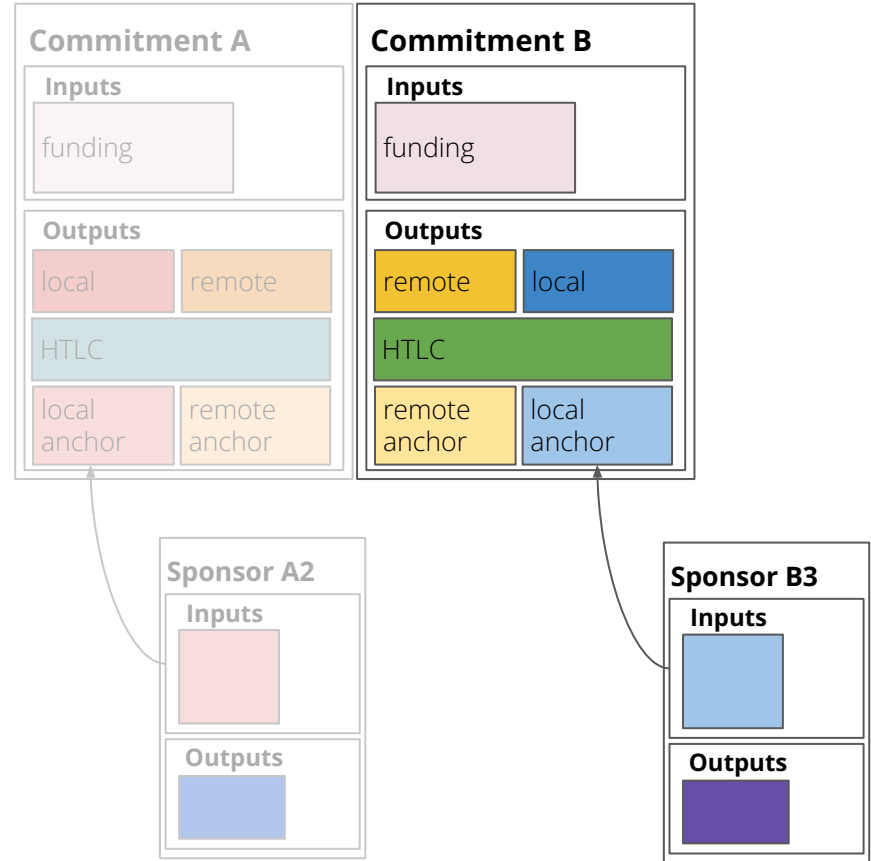 Commitment A
Inputs
funding
Outputs
local
remote
HTLC
local
anchor
remote
anchor
Commitment B
Inputs
funding
Outputs
remote
local
HTLC
remote
anchor
local
anchor
Sponsor A2
Inputs
Outputs
Sponsor B3
Inputs
Outputs